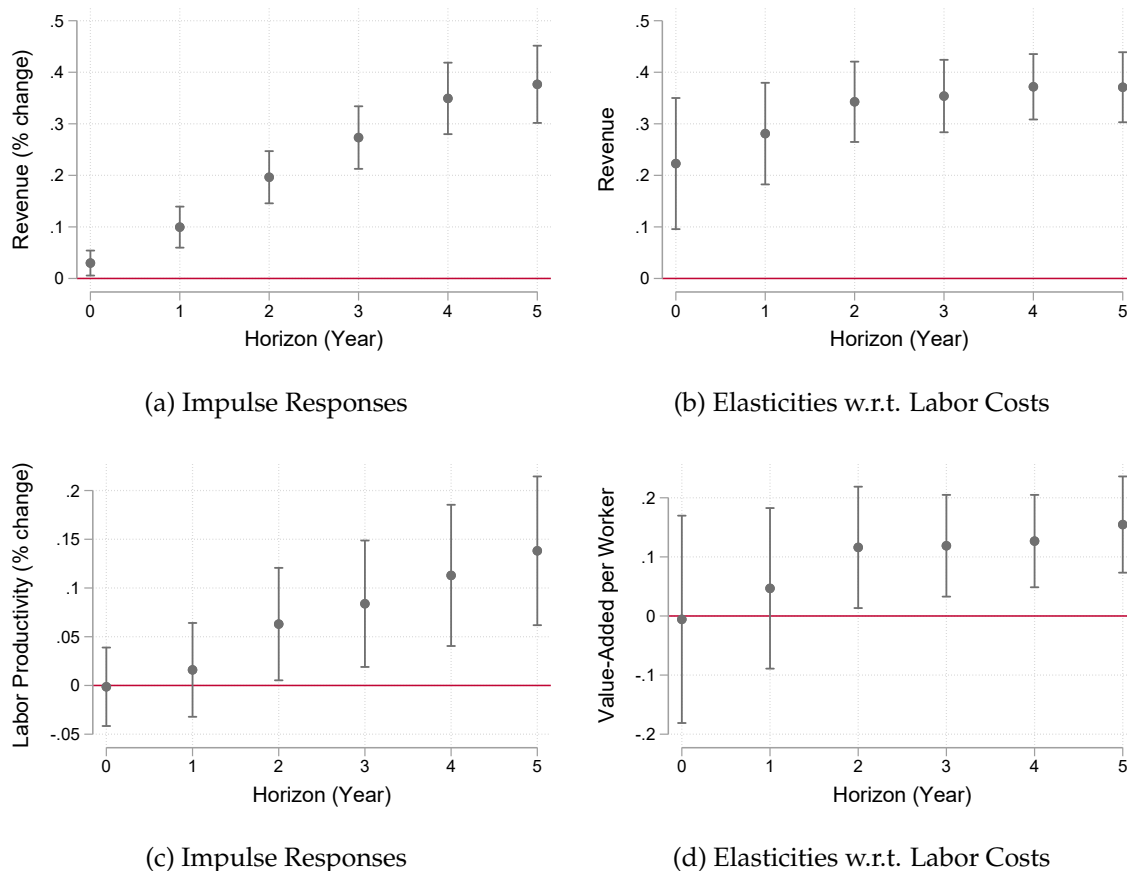 .5
.4
.3
.2
.1
0
Revenue (% change)
0 1 2 3 4 5
Horizon (Year)
(a) Impulse Responses
.5
.4
.3
.2
.1
0
Revenue
0 1 2 3 4 5
Horizon (Year)
(b) Elasticities w.r.t. Labor Costs
.2
.15
.1
.05
0
-.05
Labor Productivity (% change)
0 1 2 3 4 5
Horizon (Year)
(c) Impulse Responses
.2
.1
0
-.1
-.2
Value-Added per Worker
0 1 2 3 4 5
Horizon (Year)
(d) Elasticities w.r.t. Labor Costs